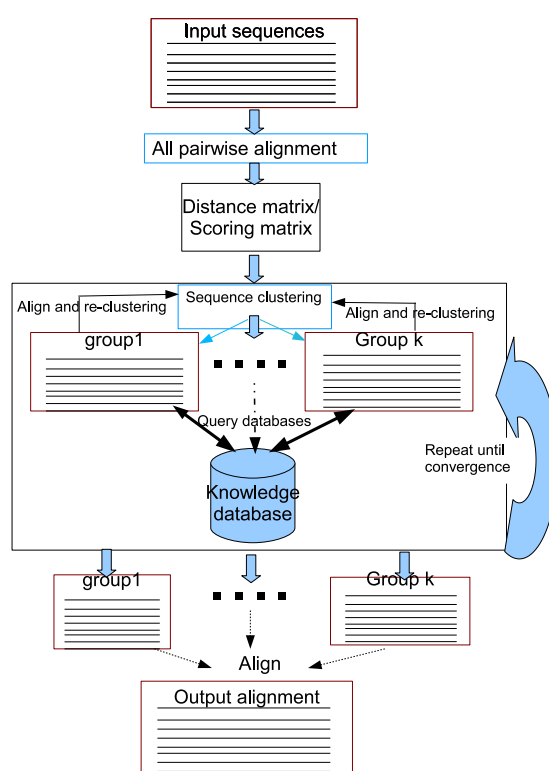 Input sequences
All pairwise alignment
Distance matrix/
Scoring matrix
Sequence clustering
Align and re-clustering
Align and re-clustering
group1
Group k
Query databases
Knowledge
database
Repeat until
convergence
group1
Group k
Align
Output alignment